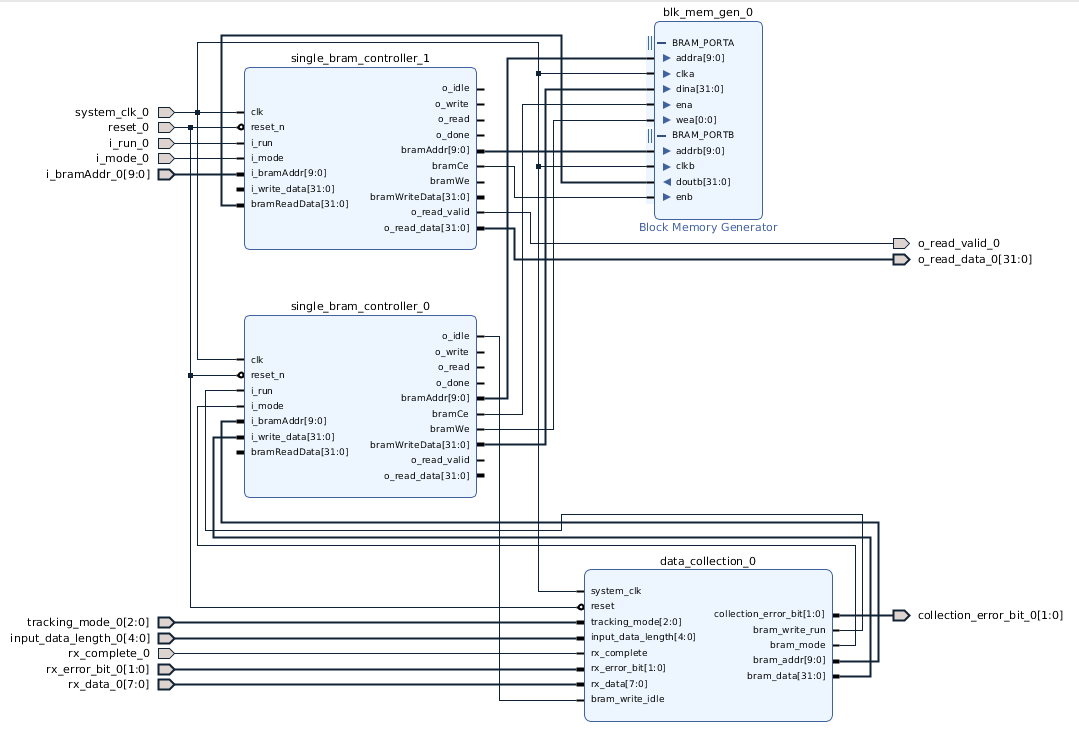 blk_mem_gen_0
BRAM_PORTA
addra[9:0]
clka
dina[31:0]
ena
wea[0:0]
BRAM_PORTB
addrb[9:0]
clkb
doutb[31:0]
enb
Block Memory Generator
single_bram_controller_1
clk
reset_n
i_run
i_mode
i_bramAddr[9:0]
i_write_data[31:0]
bramReadData[31:0]
o_idle
o_write
o_read
o_done
bramAddr[9:0]
bramCe
bramWe
bramWriteData[31:0]
o_read_valid
o_read_data[31:0]
system_clk_0
reset_0
i_run_0
i_mode_0
i_bramAddr_0[9:0]
o_read_valid_0
o_read_data_0[31:0]
single_bram_controller_0
clk
reset_n
i_run
i_mode
i_bramAddr[9:0]
i_write_data[31:0]
bramReadData[31:0]
o_idle
o_write
o_read
o_done
bramAddr[9:0]
bramCe
bramWe
bramWriteData[31:0]
o_read_valid
o_read_data[31:0]
data_collection_0
system_clk
reset
tracking_mode[2:0]
input_data_length[4:0]
rx_complete
rx_error_bit[1:0]
rx_data[7:0]
bram_write_idle
collection_error_bit[1:0]
bram_write_run
bram_mode
bram_addr[9:0]
bram_data[31:0]
tracking_mode_0[2:0]
input_data_length_0[4:0]
rx_complete_0
rx_error_bit_0[1:0]
rx_data_0[7:0]
collection_error_bit_0[1:0]